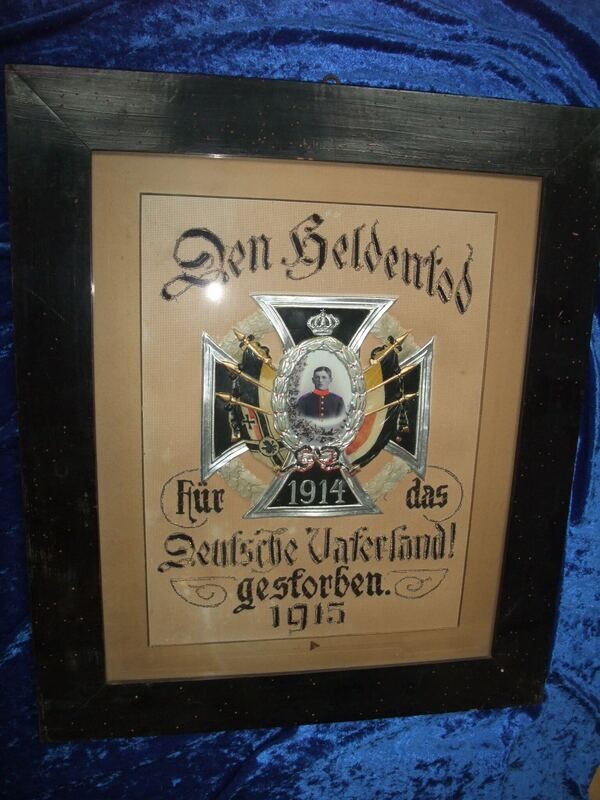 Den Heldentod
1914
Für das
Deutsche Vaterland!
gestorben.
1915